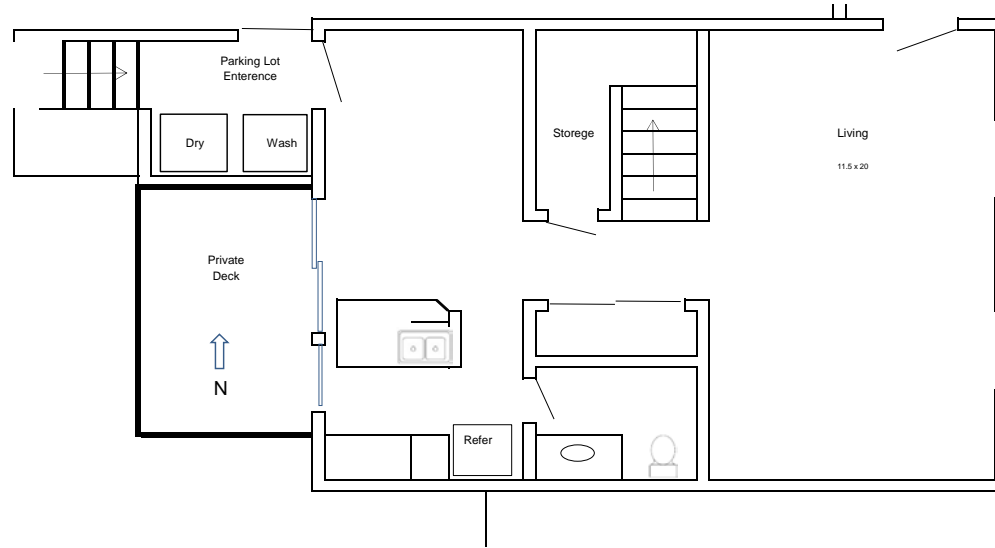 Parking Lot
Enterence
Dry
Wash
Storege
Living
11.5 x 20
Private
Deck
N
Refer